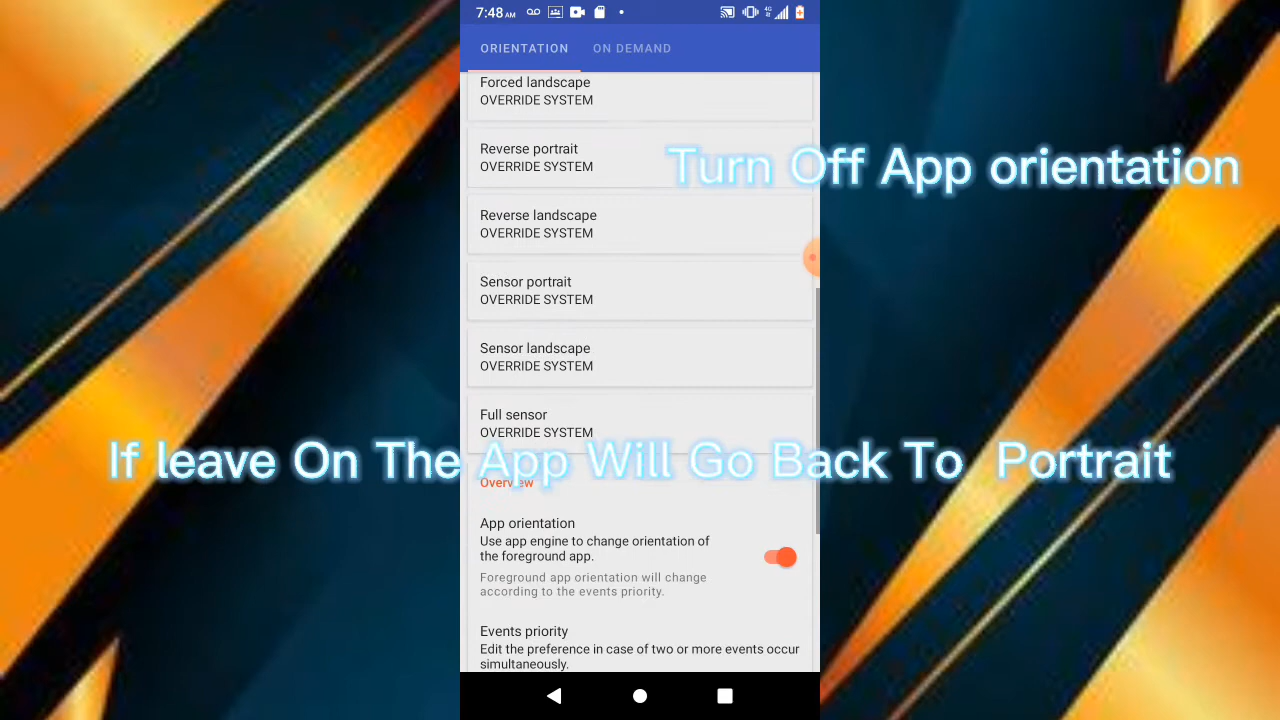 7:48 AM
4G
ORIENTATION ON DEMAND
Forced landscape
OVERRIDE SYSTEM
Reverse portrait
OVERRIDE SYSTEM
Turn Off App orientation
Reverse landscape
OVERRIDE SYSTEM
Sensor portrait
OVERRIDE SYSTEM
Sensor landscape
OVERRIDE SYSTEM
Full sensor
OVERRIDE SYSTEM
If leave On The App Will Go Back To Portrait
Overview
App orientation
Use app engine to change orientation of
the foreground app.
Foreground app orientation will change
according to the events priority.
Events priority
Edit the preference in case of two or more events occur
simultaneously.